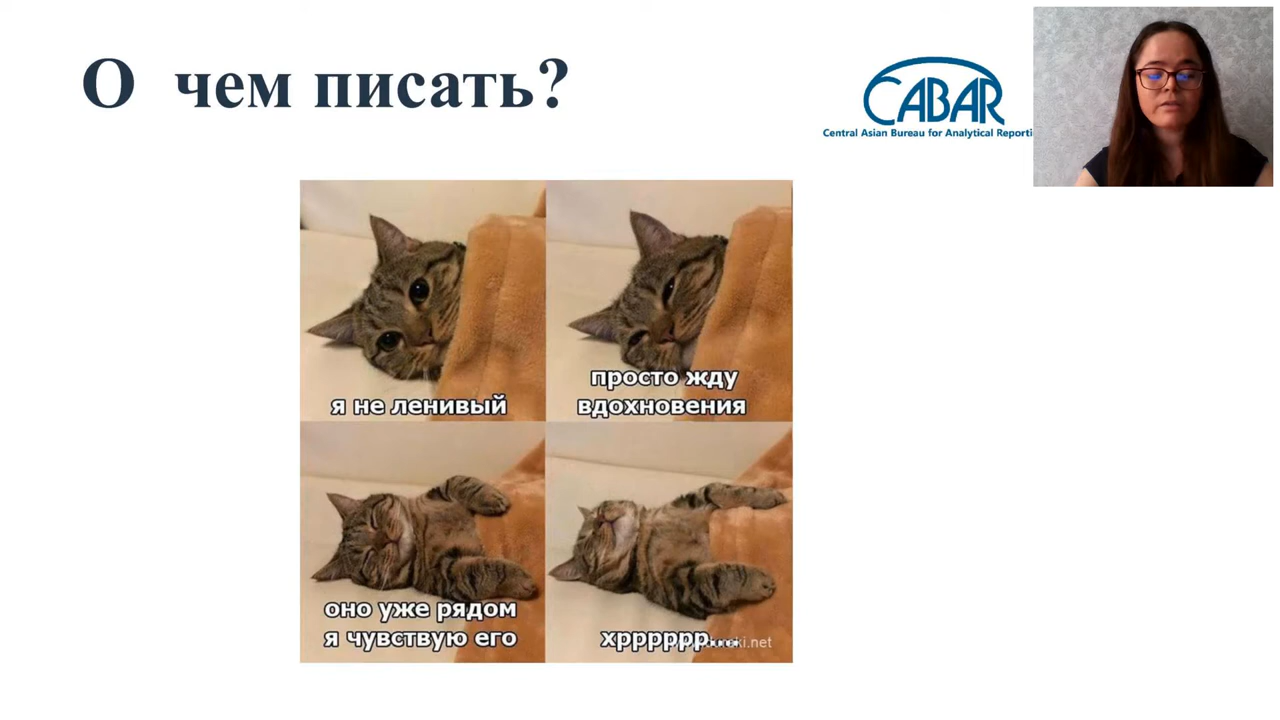 О чем писать?
CABAR
Central Asian Bureau for Analytical
я не ленивый
просто жду
вдохновения
оно уже рядом
я чувствую его
хрррррр....